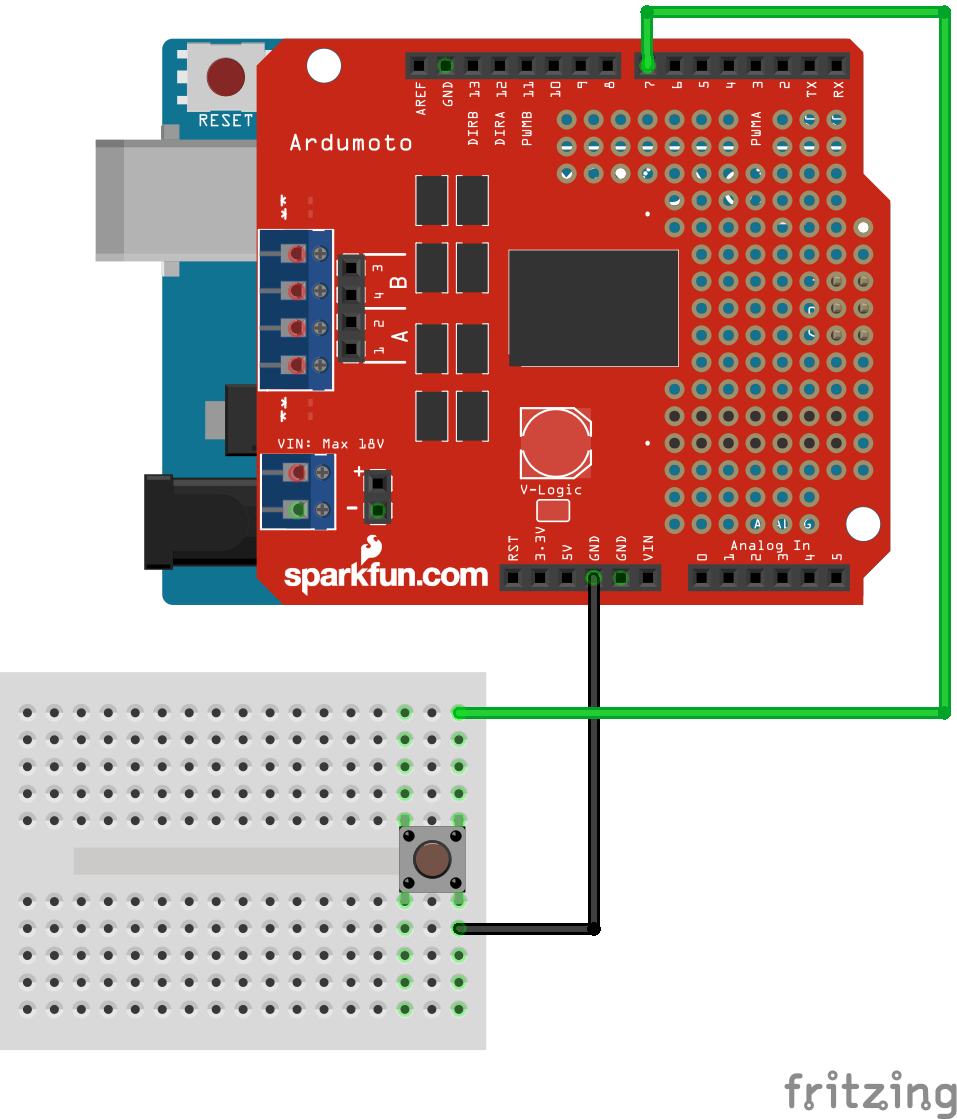 AREF
GND
13
12
11
10
9
8
7
6
5
4
3
2
TX
RX
DIRB
DIRA
PWMB
PWMA
RESET
Ardumoto
3
4
B
2
1
A
VIN: Max 18V
+
-
V-Logic
sparkfun.com
RST
3.3V
5V
GND
GND
VIN
Analog In
0
1
2
3
4
5
fritzing